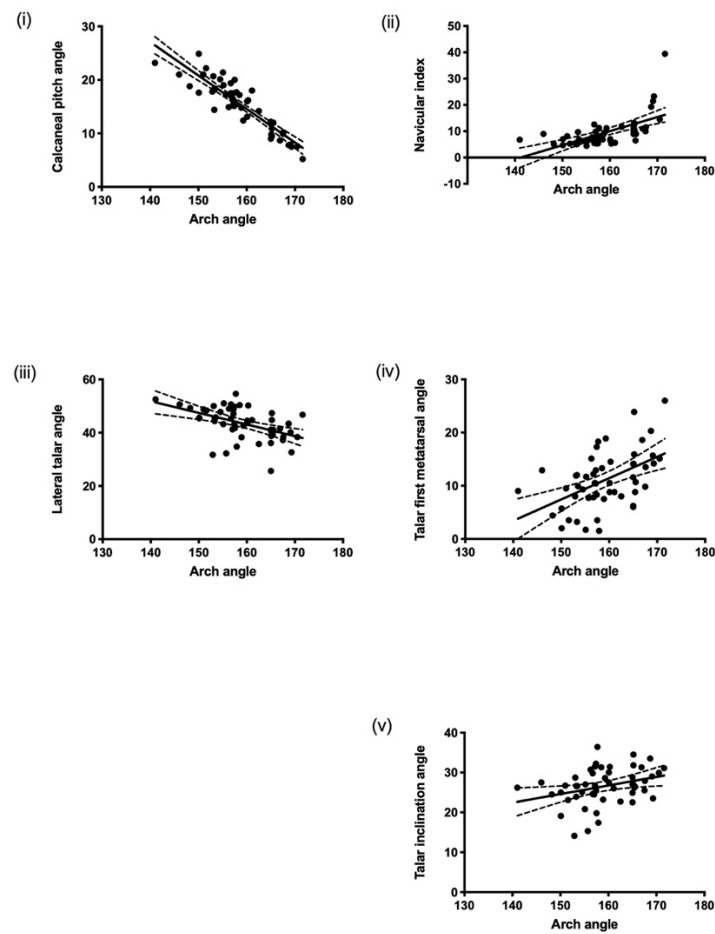 (i)
Calcaneal pitch angle
30
20
10
0
130 140 150 160 170 180
Arch angle
(ii)
Navicular index
50
40
30
20
10
0
-10
130 140 150 160 170 180
Arch angle
(iii)
Lateral talar angle
60
40
20
0
130 140 150 160 170 180
Arch angle
(iv)
Talar first metatarsal angle
30
20
10
0
130 140 150 160 170 180
Arch angle
(v)
Talar inclination angle
40
30
20
10
0
130 140 150 160 170 180
Arch angle